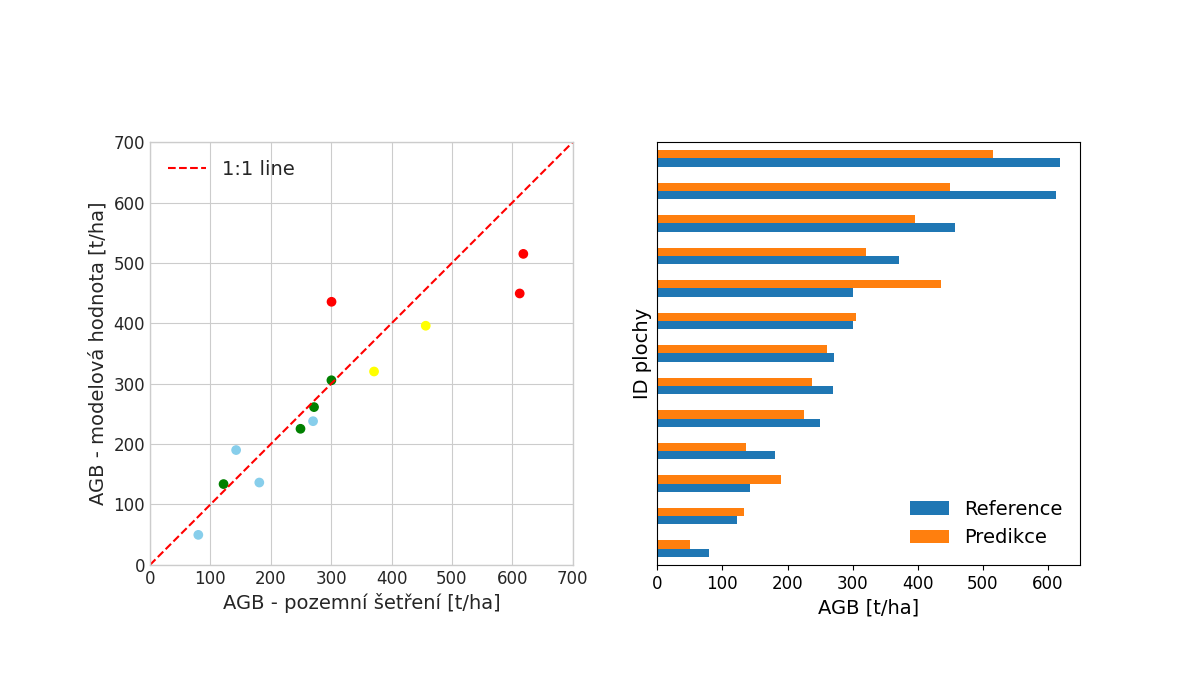 1:1 line
AGB - modelová hodnota [t/ha]
700
600
500
400
300
200
100
0
0 100 200 300 400 500 600 700
AGB - pozemní šetření [t/ha]
ID plochy
Reference
Predikce
0 100 200 300 400 500 600
AGB [t/ha]